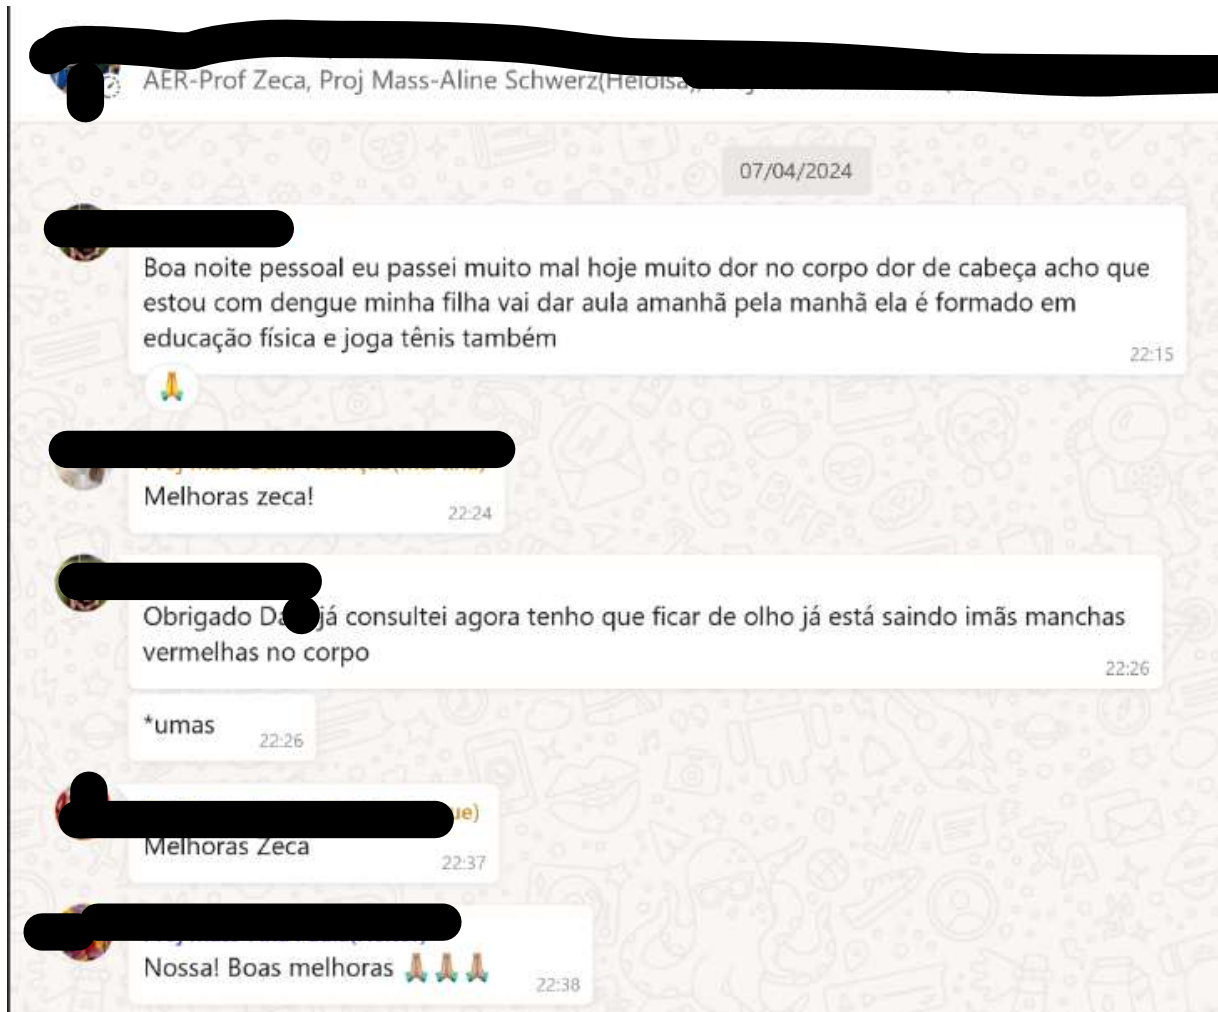 AER-Prof Zeca, Proj Mass-Aline Schwerz(Heloisa),
07/04/2024
Boa noite pessoal eu passei muito mal hoje muito dor no corpo dor de cabeça acho que
estou com dengue minha filha vai dar aula amanhã pela manhã ela é formado em
educação física e joga tênis também
22:15
Melhoras zeca!
22:24
Obrigado já consultei agora tenho que ficar de olho já está saindo imãs manchas
vermelhas no corpo
22:26
*umas
22:26
Melhoras Zeca
22:37
Nossa! Boas melhoras 🙏🏼🙏🏼🙏🏼
22:38